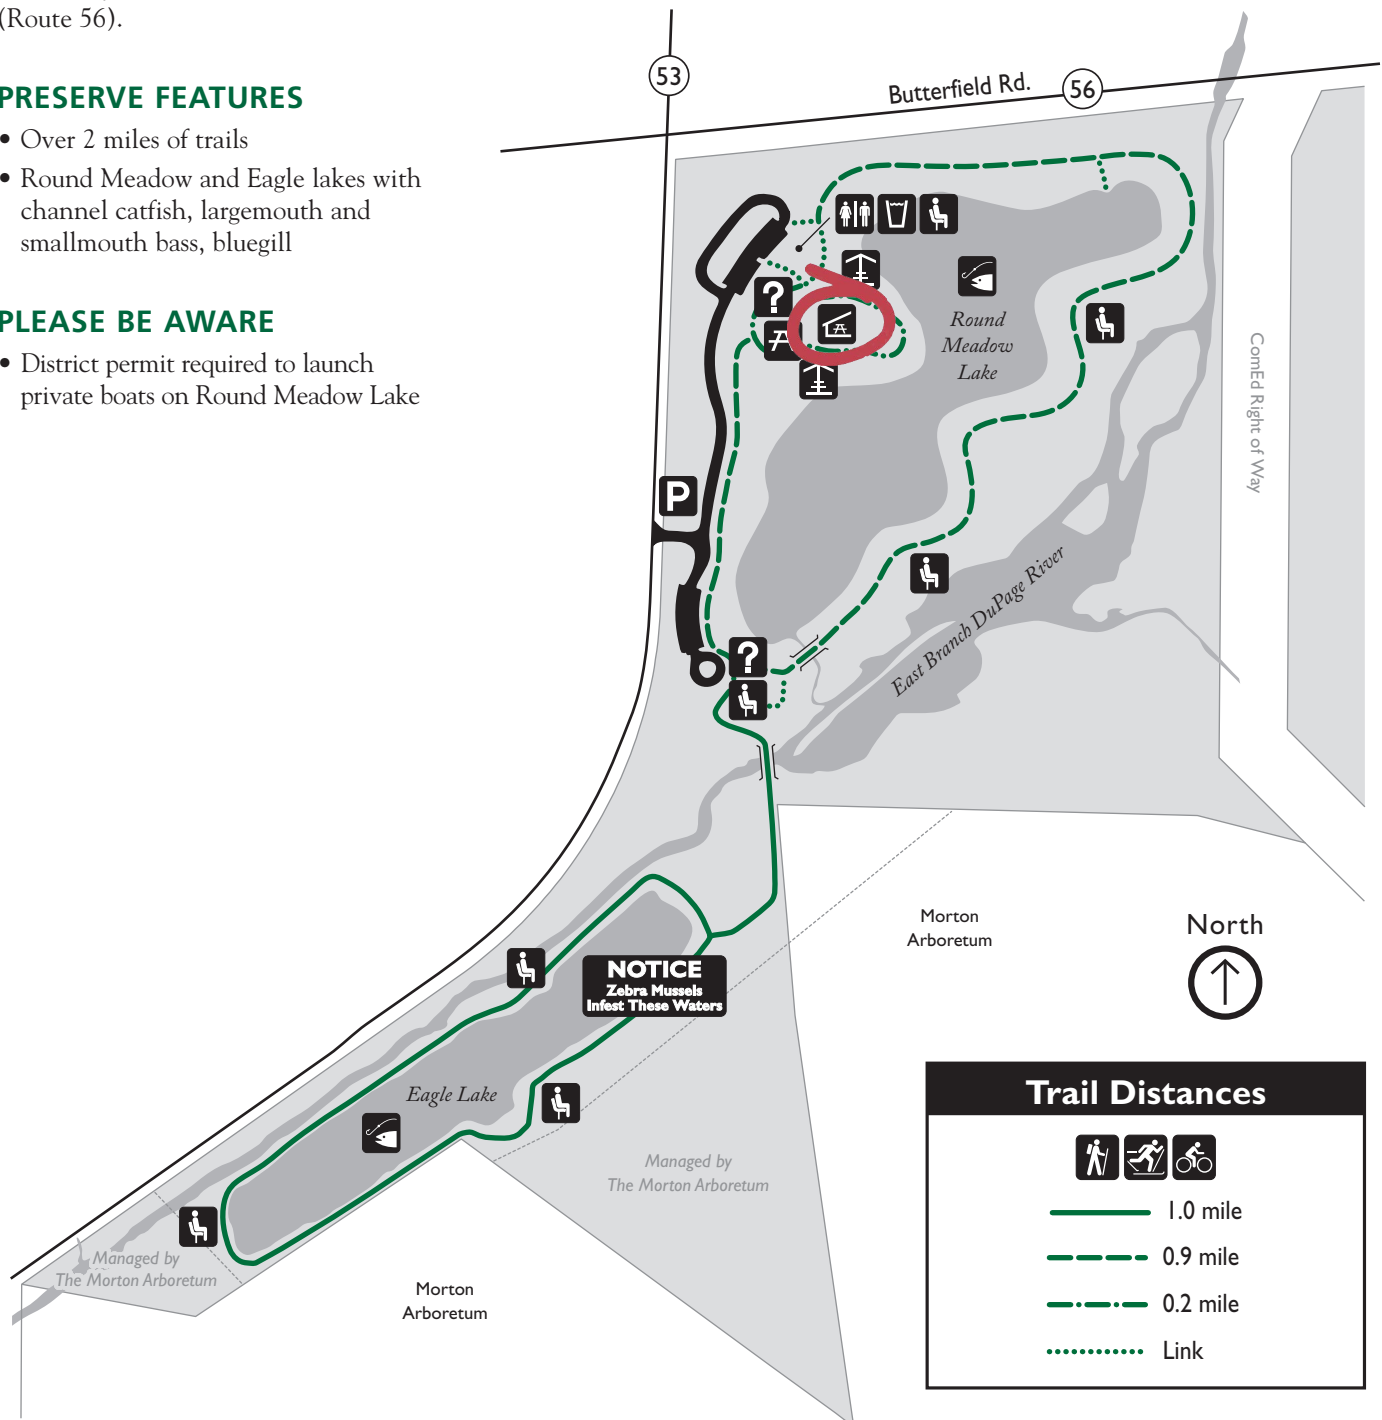 (Route 56).
PRESERVE FEATURES
• Over 2 miles of trails
• Round Meadow and Eagle lakes with
channel catfish, largemouth and
smallmouth bass, bluegill
PLEASE BE AWARE
• District permit required to launch
private boats on Round Meadow Lake
53
Butterfield Rd.
56
?
Round
Meadow
Lake
ComEd Right of Way
P
East Branch DuPage River
?
Morton
Arboretum
North
NOTICE
Zebra Mussels
Infest These Waters
Eagle Lake
Managed by
The Morton Arboretum
Managed by
The Morton Arboretum
Morton
Arboretum
Trail Distances
1.0 mile
0.9 mile
0.2 mile
Link